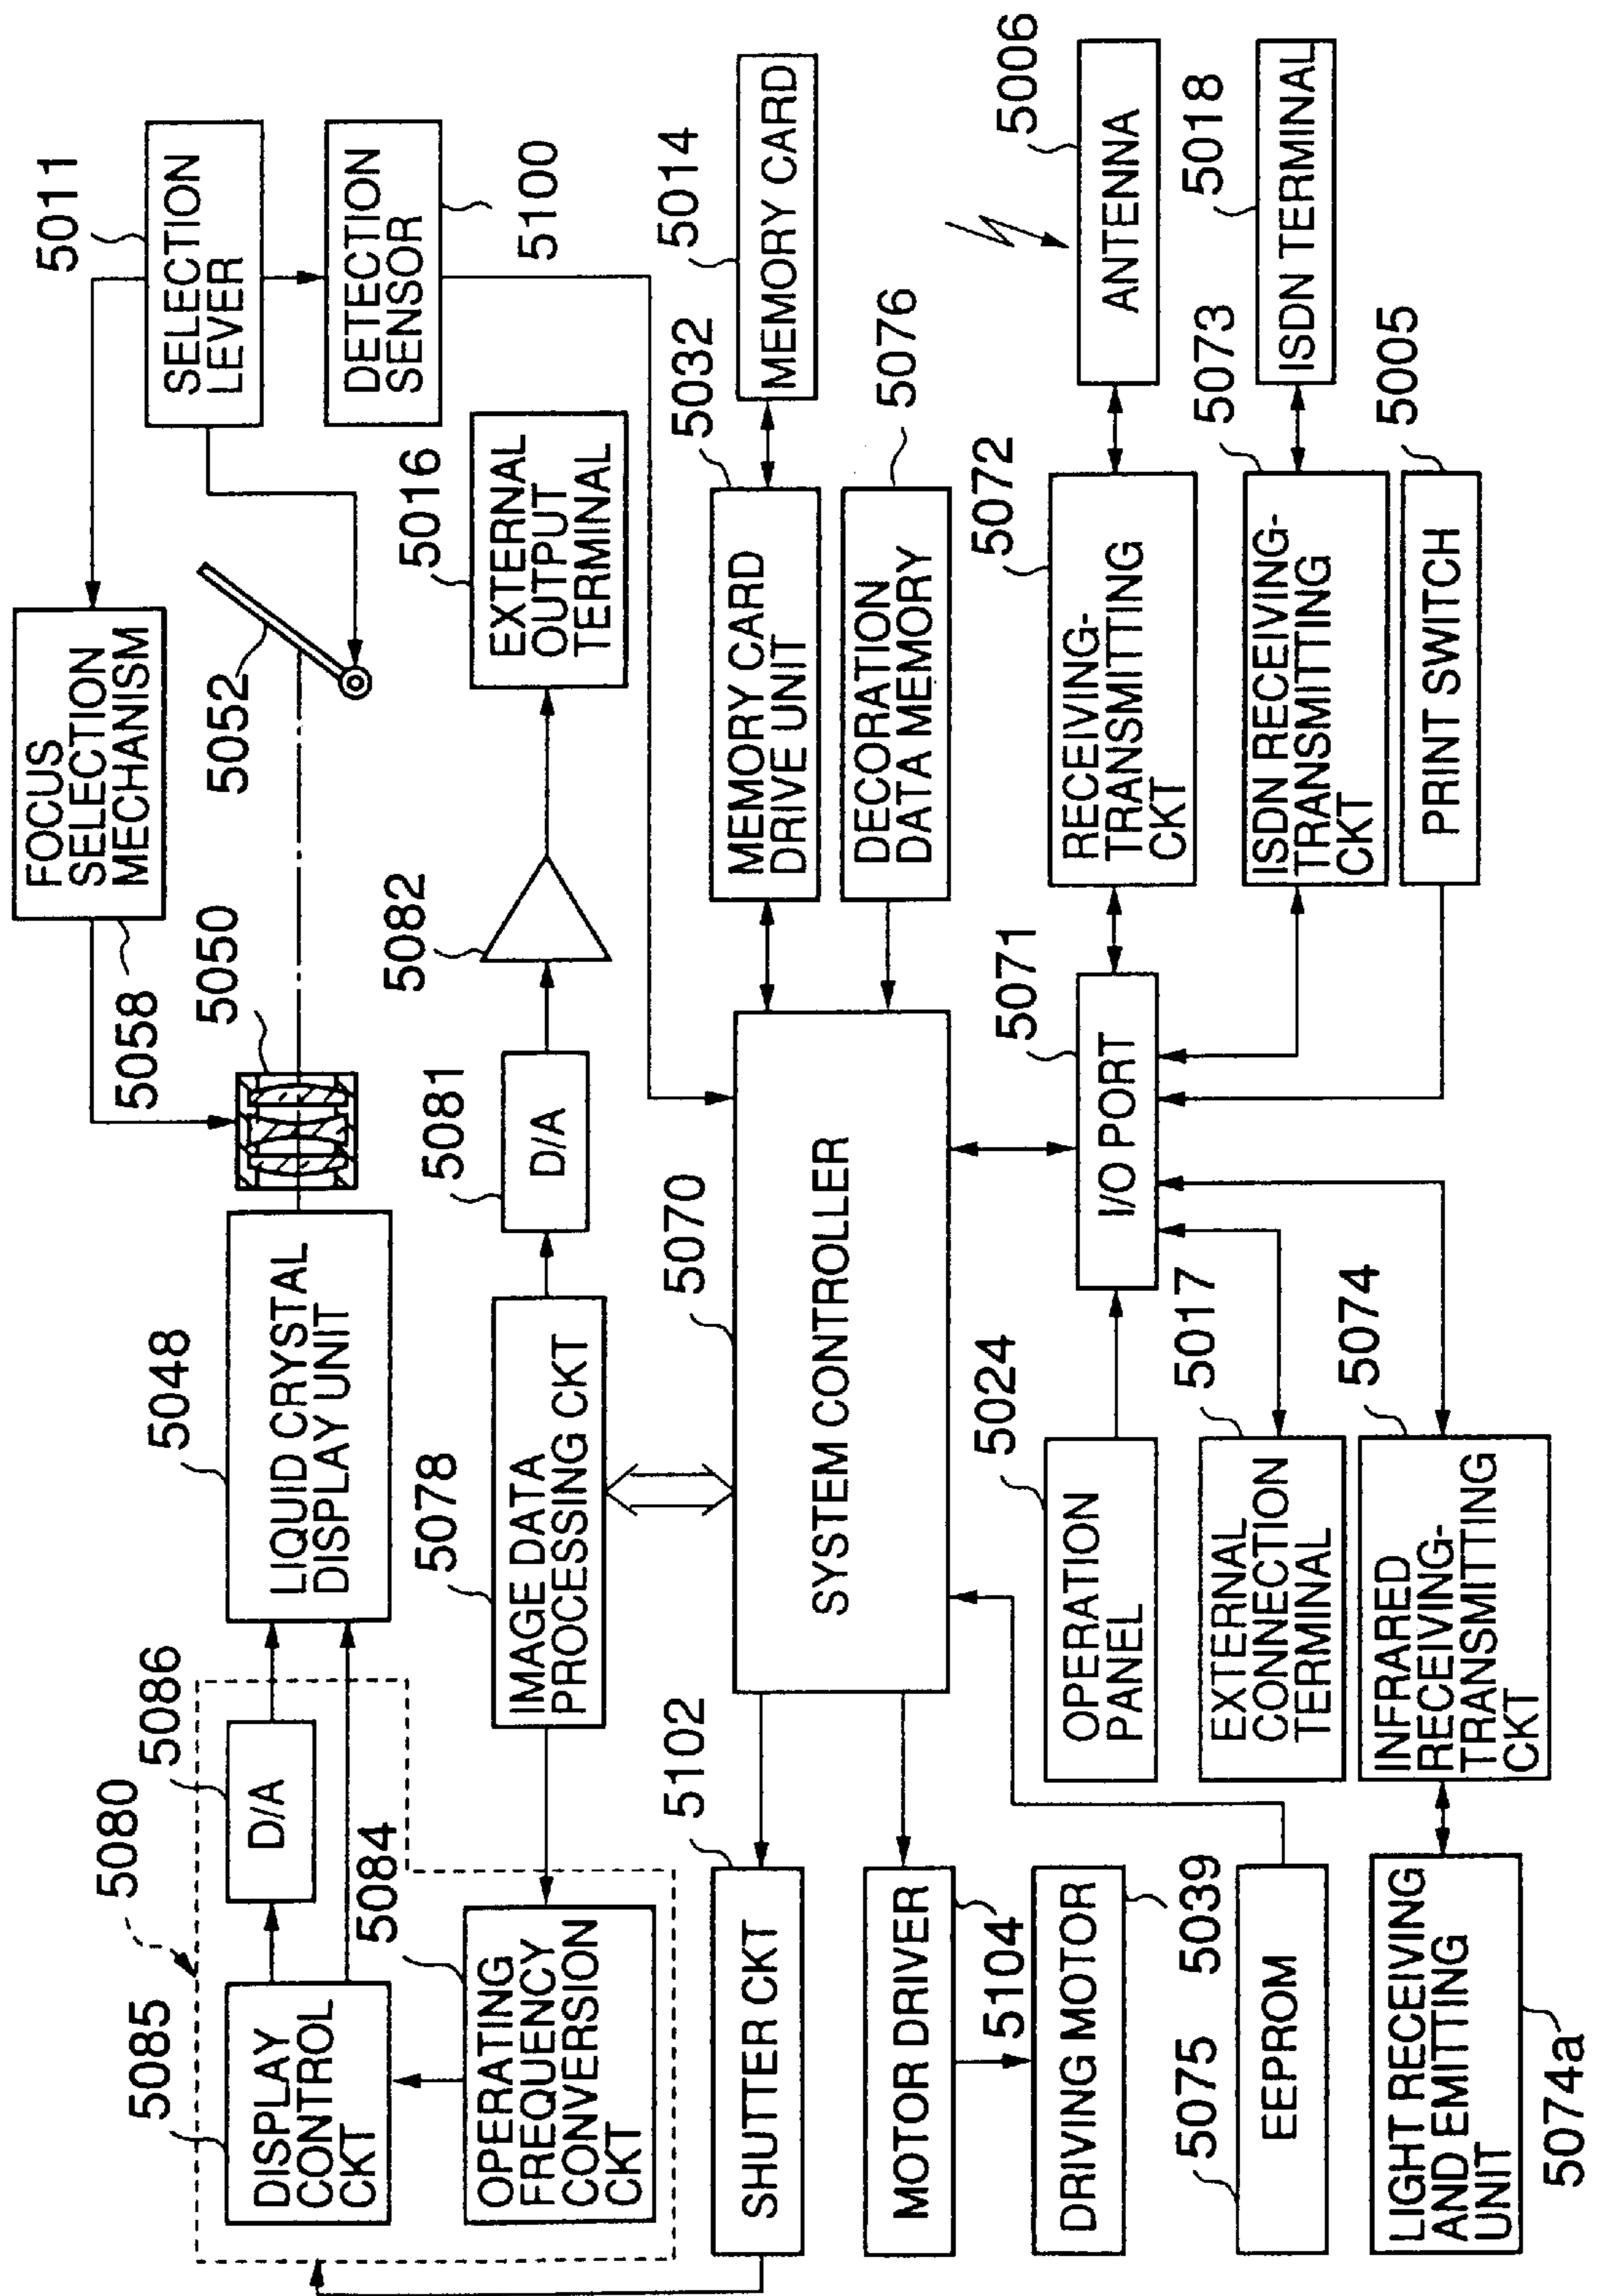 5080
5085
DISPLAY
CONTROL
CKT
5086
D/A
5084
OPERATING
FREQUENCY
CONVERSION
CKT
5048
LIQUID CRYSTAL
DISPLAY UNIT
5050
5058
FOCUS
SELECTION
MECHANISM
5052
5011
SELECTION
LEVER
DETECTION
SENSOR
5100
5078
IMAGE DATA
PROCESSING CKT
5081
D/A
5082
5016
EXTERNAL
OUTPUT
TERMINAL
5102
SHUTTER CKT
MOTOR DRIVER
5104
DRIVING MOTOR
5039
5070
SYSTEM CONTROLLER
5032
MEMORY CARD
DRIVE UNIT
5014
MEMORY CARD
5076
DECORATION
DATA MEMORY
5075
EEPROM
5024
OPERATION
PANEL
5071
I/O PORT
5072
RECEIVING-
TRANSMITTING
CKT
5006
ANTENNA
5017
EXTERNAL
CONNECTION
TERMINAL
5073
ISDN RECEIVING-
TRANSMITTING
CKT
5018
ISDN TERMINAL
5005
PRINT SWITCH
5074
INFRARED
RECEIVING-
TRANSMITTING
CKT
LIGHT RECEIVING
AND EMITTING
UNIT
5074a